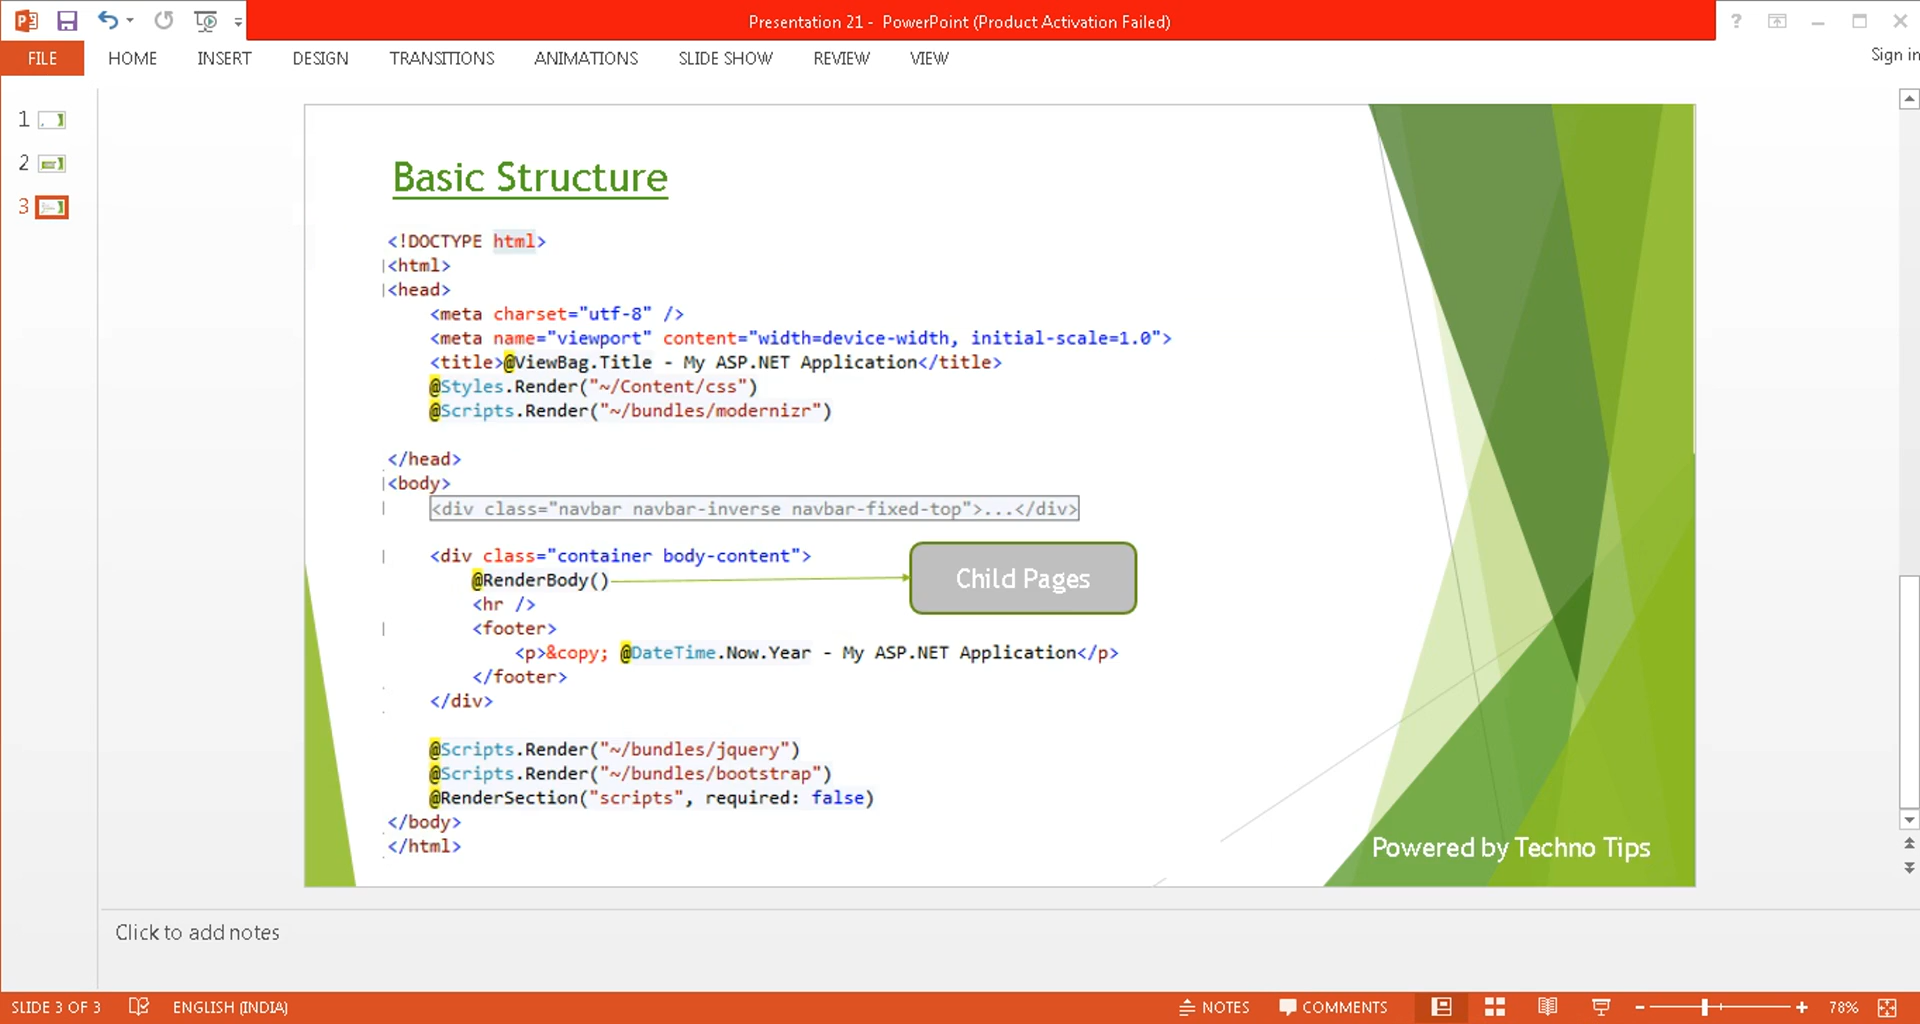 Presentation 21 - PowerPoint (Product Activation Failed)
FILE HOME INSERT DESIGN TRANSITIONS ANIMATIONS SLIDE SHOW REVIEW VIEW Sign in
1
2
3
Basic Structure
<!DOCTYPE html>
<html>
<head>
<meta charset="utf-8" />
<meta name="viewport" content="width=device-width, initial-scale=1.0">
<title>@ViewBag.Title - My ASP.NET Application</title>
@Styles.Render("~/Content/css")
@Scripts.Render("~/bundles/modernizr")
</head>
<body>
<div class="navbar navbar-inverse navbar-fixed-top">...</div>
<div class="container body-content">
@RenderBody() Child Pages
<hr />
<footer>
<p>&copy; @DateTime.Now.Year - My ASP.NET Application</p>
</footer>
</div>
@Scripts.Render("~/bundles/jquery")
@Scripts.Render("~/bundles/bootstrap")
@RenderSection("scripts", required: false)
</body>
</html>
Powered by Techno Tips
Click to add notes
SLIDE 3 OF 3 ENGLISH (INDIA) NOTES COMMENTS 78%